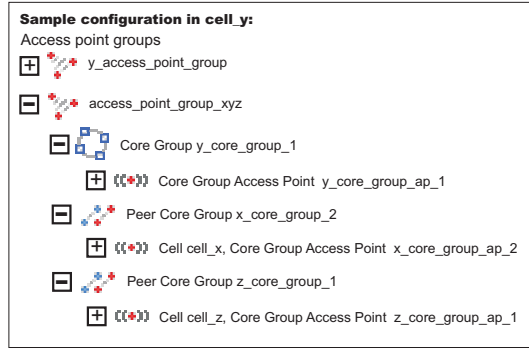 Sample configuration in cell_y:
Access point groups
y_access_point_group
access_point_group_xyz
Core Group y_core_group_1
Core Group Access Point y_core_group_ap_1
Peer Core Group x_core_group_2
Cell cell_x, Core Group Access Point x_core_group_ap_2
Peer Core Group z_core_group_1
Cell cell_z, Core Group Access Point z_core_group_ap_1